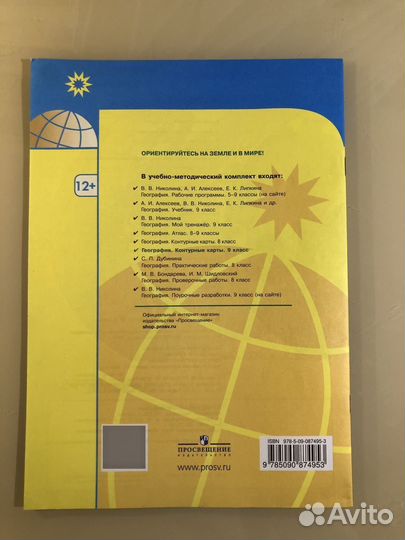 ОРИЕНТИРУЙТЕСЬ НА ЗЕМЛЕ И В МИРЕ!
В учебно-методический комплект входят:
12+
✔ В. В. Николина, А. И. Алексеев, Е. К. Липкина
География. Рабочие программы. 5–9 классы (на сайте)
✔ А. И. Алексеев, В. В. Николина, Е. К. Липкина и др.
География. Учебник. 9 класс
✔ В. В. Николина
География. Мой тренажёр. 9 класс
✔ География. Атлас. 8–9 классы
✔ География. Контурные карты. 8 класс
✔ География. Контурные карты. 9 класс
✔ С. П. Дубинина
География. Практические работы. 8 класс
✔ М. В. Бондарева, И. М. Шидловский
География. Проверочные работы. 8 класс
✔ В. В. Николина
География. Поурочные разработки. 9 класс (на сайте)
Официальный интернет-магазин
издательства «Просвещение»
shop.prosv.ru
ПРОСВЕЩЕНИЕ
ИЗДАТЕЛЬСТВО
www.prosv.ru
ISBN 978-5-09-087495-3
9 785090 874953
Avito